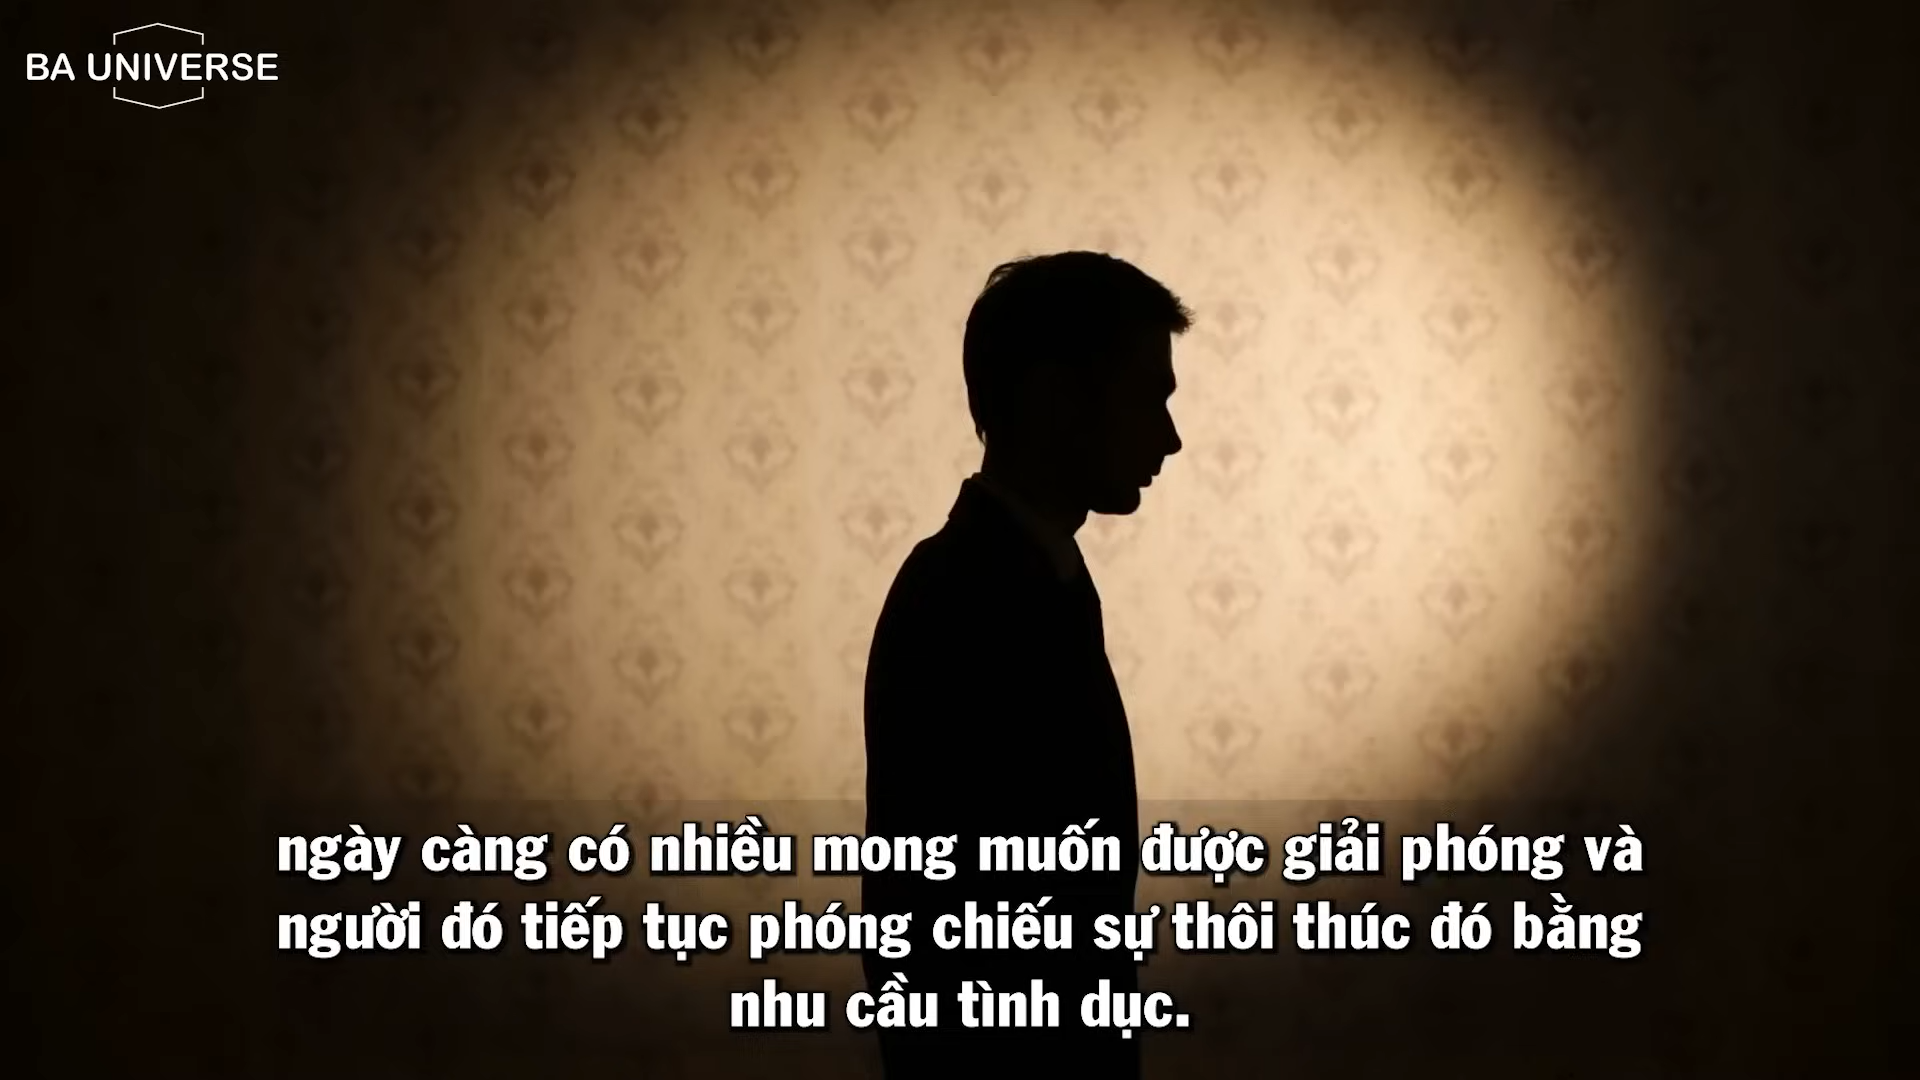 BA UNIVERSE
ngày càng có nhiều mong muốn được giải phóng và
người đó tiếp tục phóng chiếu sự thôi thúc đó bằng
nhu cầu tình dục.